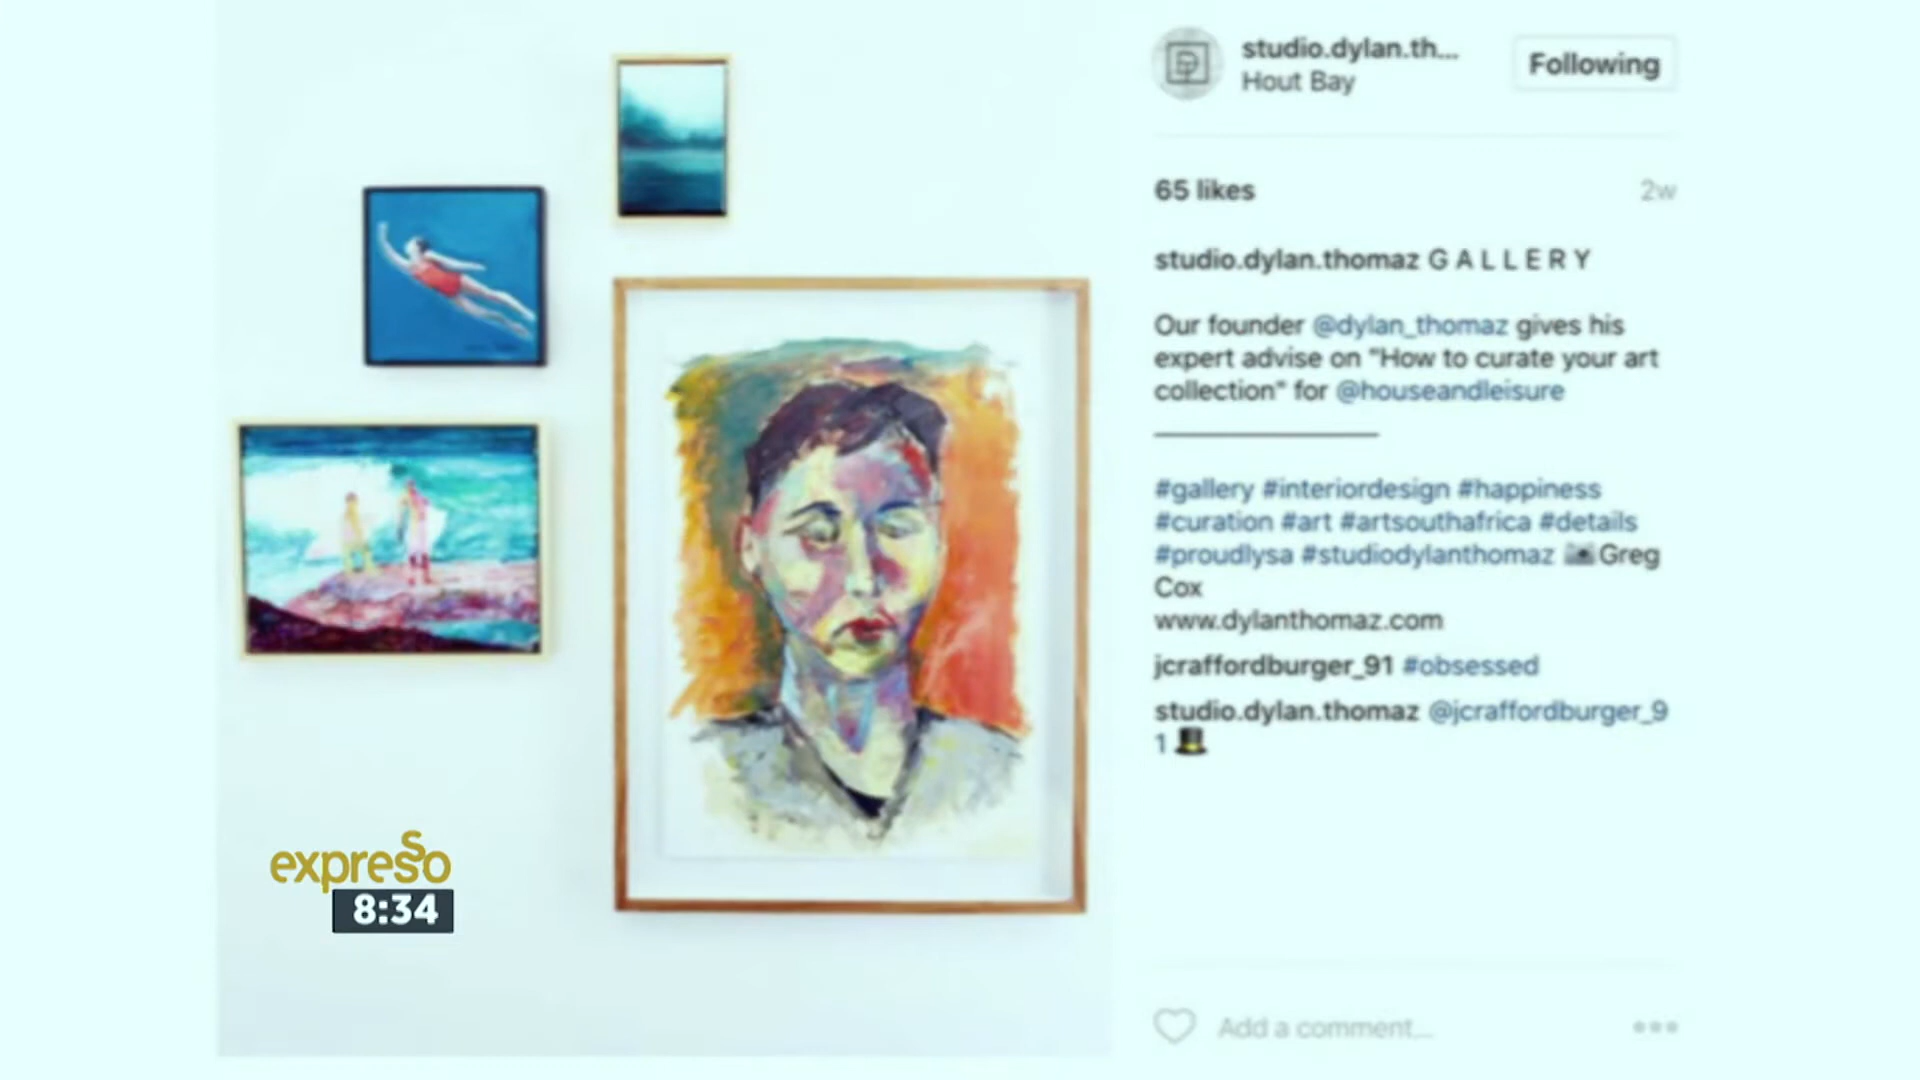 studio.dylan.th...
Hout Bay
Following
65 likes
2w
studio.dylan.thomaz G A L L E R Y
Our founder @dylan_thomaz gives his
expert advise on "How to curate your art
collection" for @houseandleisure
#gallery #interiordesign #happiness
#curation #art #artsouthafrica #details
#proudlysa #studiodylanthomaz 📷Greg
Cox
www.dylanthomaz.com
jcraffordburger_91 #obsessed
studio.dylan.thomaz @jcraffordburger_9
1 🎩
Add a comment...
expresso
8:34